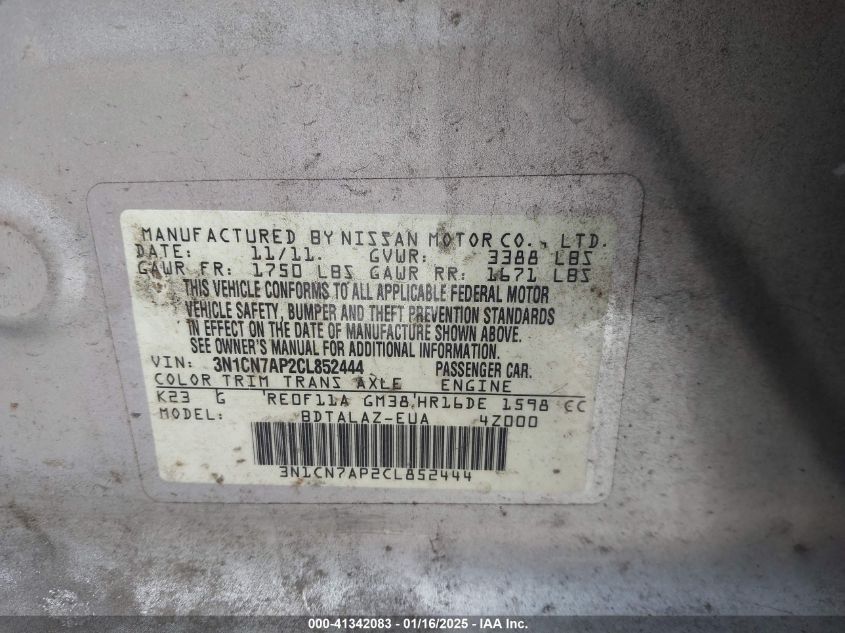 MANUFACTURED BY NISSAN MOTOR CO., LTD.
DATE: 11/11. GVWR: 3388 LBS
GAWR FR: 1750 LBS GAWR RR: 1671 LBS
THIS VEHICLE CONFORMS TO ALL APPLICABLE FEDERAL MOTOR
VEHICLE SAFETY, BUMPER AND THEFT PREVENTION STANDARDS
IN EFFECT ON THE DATE OF MANUFACTURE SHOWN ABOVE.
SEE OWNER'S MANUAL FOR ADDITIONAL INFORMATION.
VIN: 3N1CN7AP2CL852444 PASSENGER CAR.
COLOR TRIM TRANS AXLE ENGINE
K23 G RE0F11A GM38 HR16DE 1598 CC
MODEL: BDTALAZ-EUA 4Z000
3N1CN7AP2CL852444
000-41342083 - 01/16/2025 - IAA, Inc.